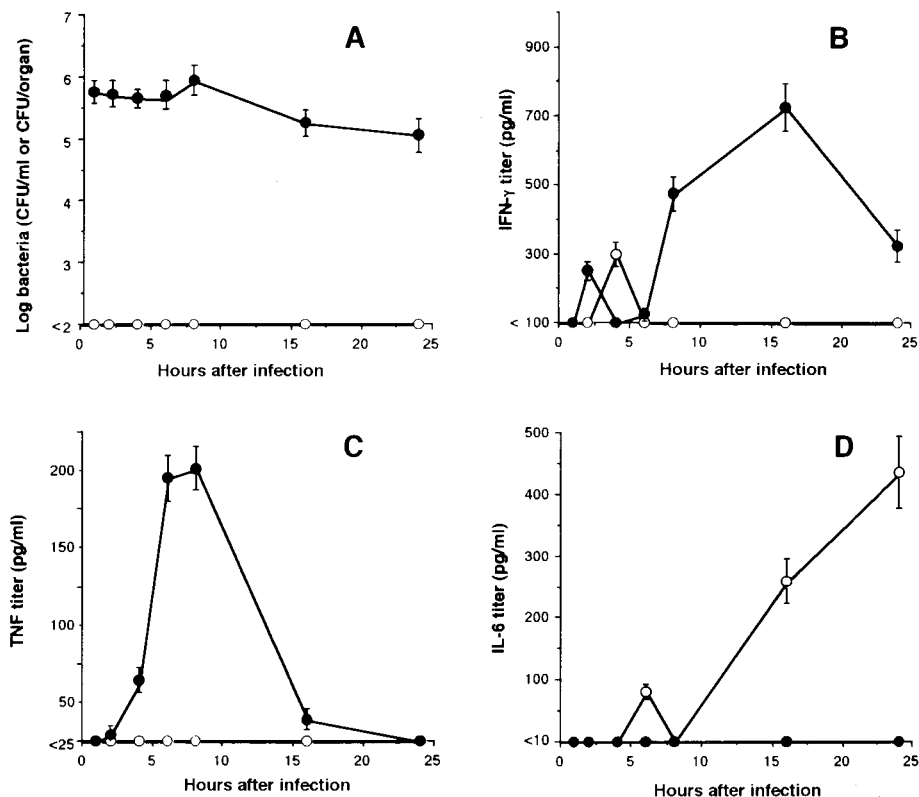 A
7
6
5
4
3
<2
Log bacteria (CFU/ml or CFU/organ)
0 5 10 15 20 25
Hours after infection
B
900
700
500
300
< 100
IFN-γ titer (pg/ml)
0 5 10 15 20 25
Hours after infection
C
200
150
100
50
<25
TNF titer (pg/ml)
0 5 10 15 20 25
Hours after infection
D
500
400
300
200
100
<10
IL-6 titer (pg/ml)
0 5 10 15 20 25
Hours after infection